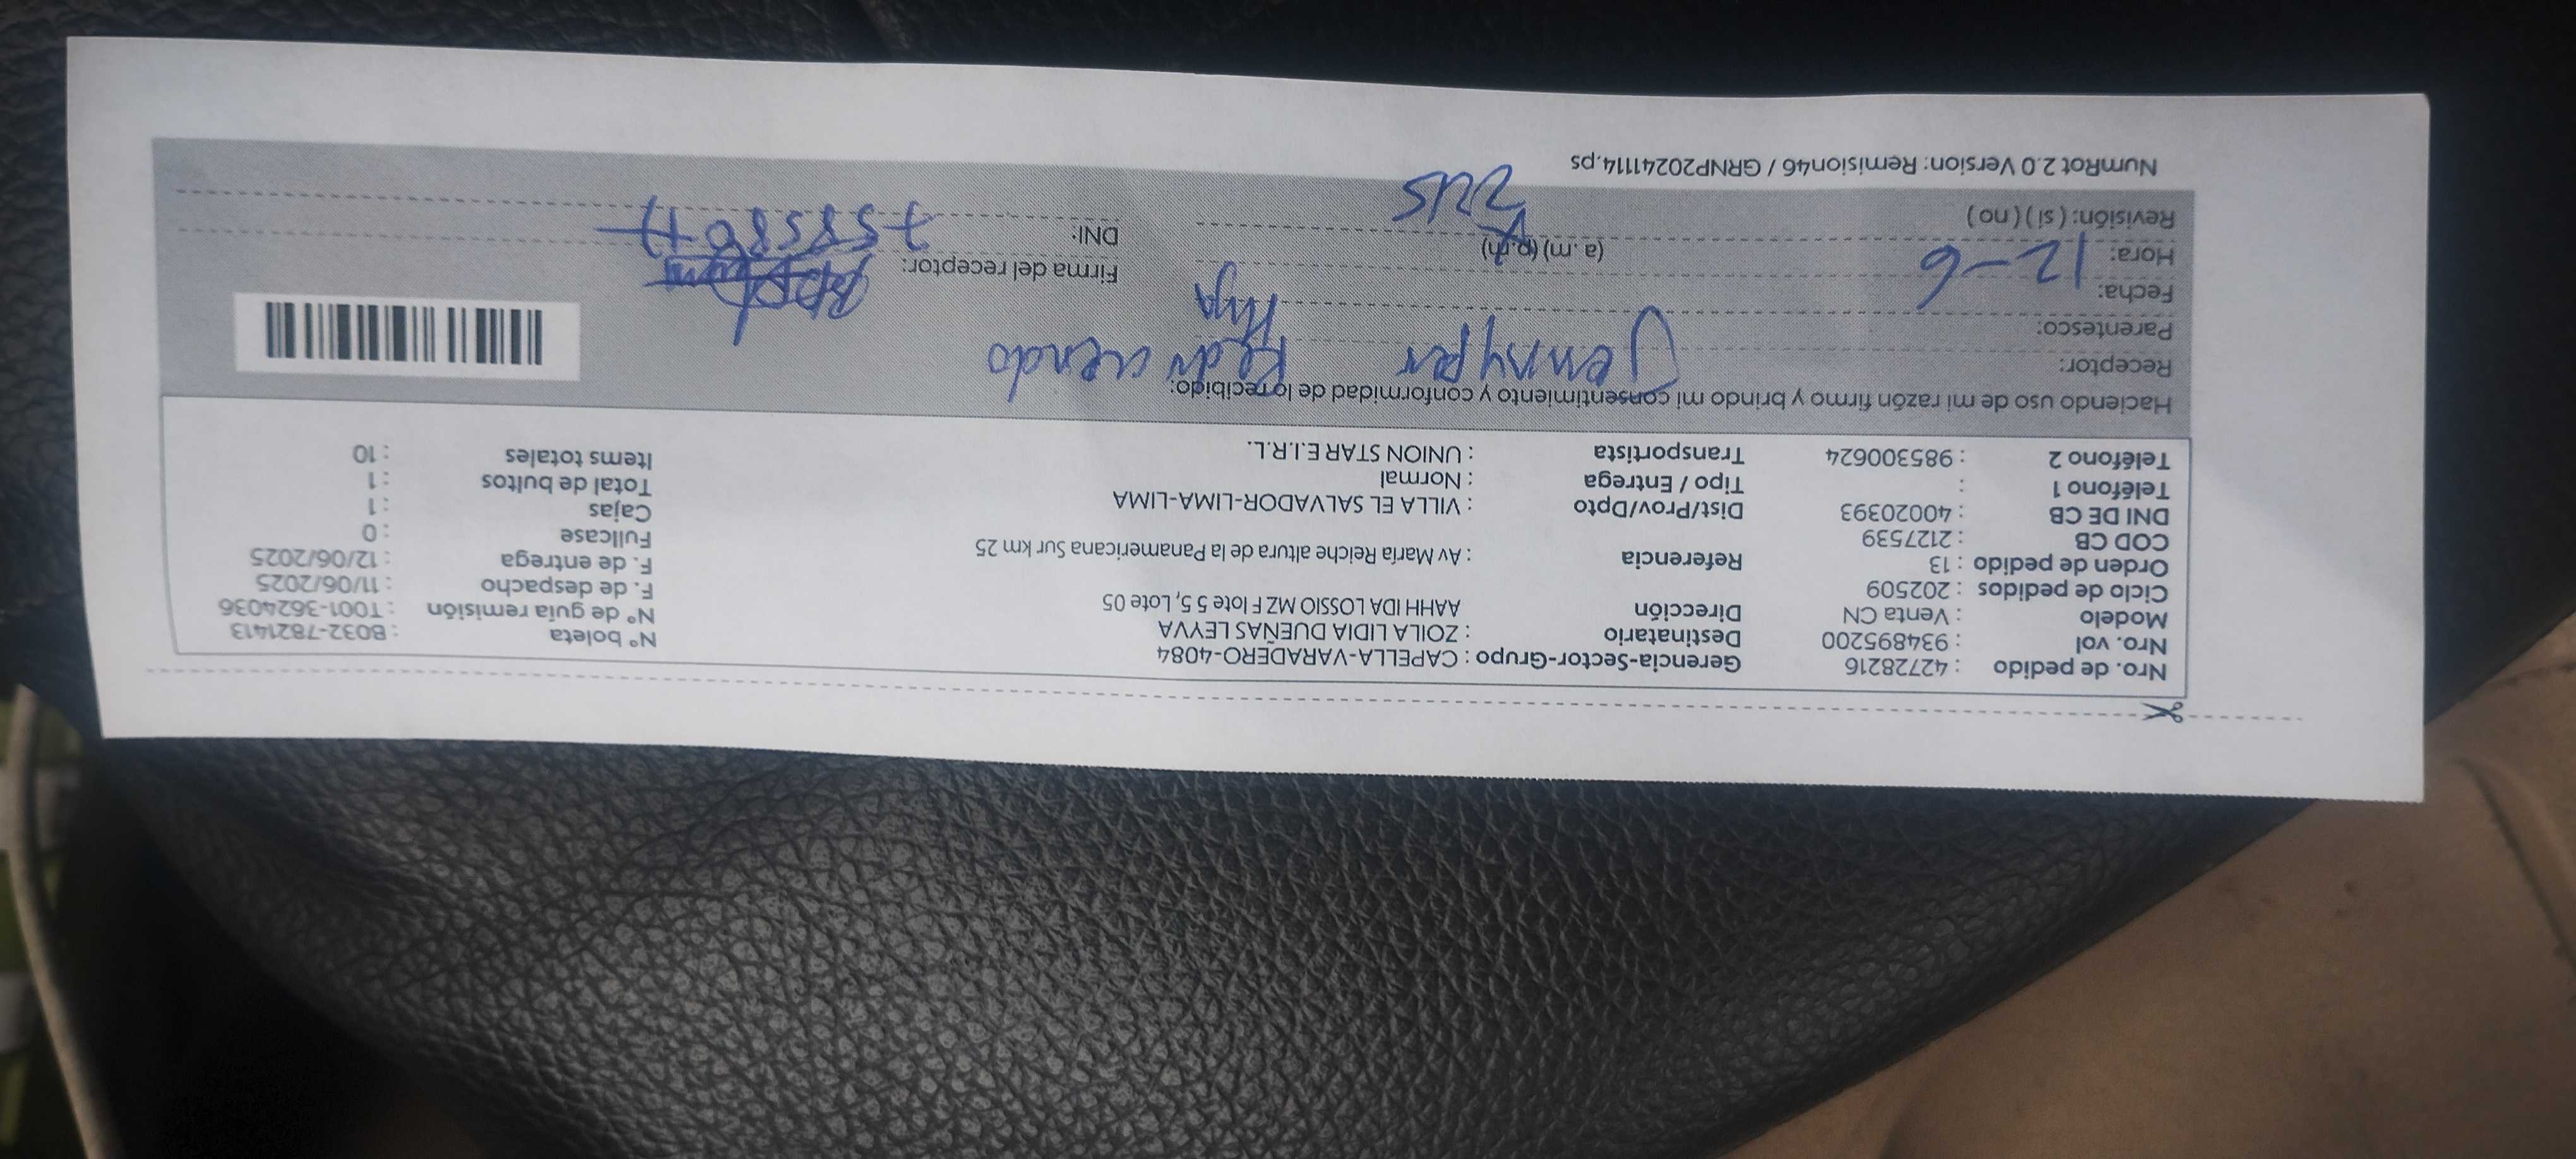 Nro. de pedido : 42728216 Gerencia-Sector-Grupo : CAPELLA-VARADERO-4084 N° boleta : B032-7821413
Nro. vol : 934895200 Destinatario : ZOILA LIDIA DUEÑAS LEYVA N° de guía remisión : T001-3624036
Modelo : Venta CN Dirección AAHH IDA LOSSIO MZ F lote 5 5, Lote 05 F. de despacho : 11/06/2025
Ciclo de pedidos : 202509 F. de entrega : 12/06/2025
Orden de pedido : 13 Referencia : Av María Reiche altura de la Panamericana Sur km 25 Fullcase : 0
COD CB : 2127539 Cajas : 1
DNI DE CB : 40020393 Dist/Prov/Dpto : VILLA EL SALVADOR-LIMA-LIMA Total de bultos : 1
Teléfono 1 : Tipo / Entrega : Normal Items totales : 10
Teléfono 2 : 985300624 Transportista : UNION STAR E.I.R.L.
Haciendo uso de mi razón firmo y brindo mi consentimiento y conformidad de lo recibido:
Receptor:
Parentesco: Hija
Fecha: 12-6 Firma del receptor:
Hora: (a. m) (p. m) DNI:
Revisión: ( si ) ( no )
NumRot 2.0 Version: Remision46 / GRNP20241114.ps